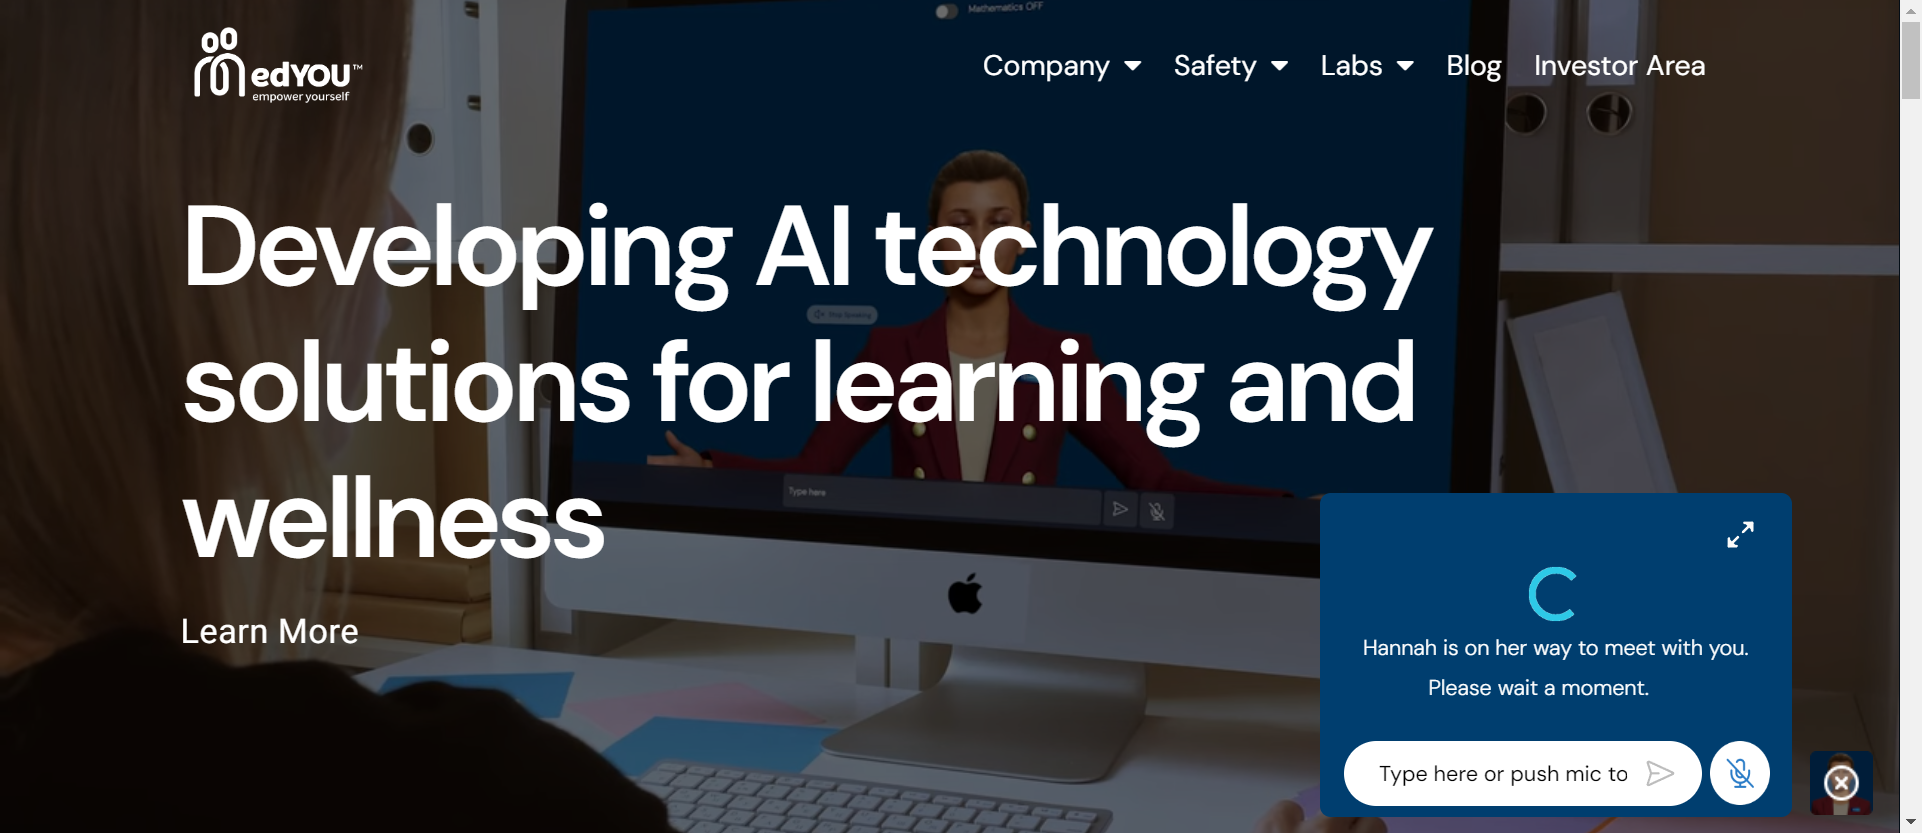 Mathematics OFF
edYOU™
empower yourself
Company
Safety
Labs
Blog
Investor Area
Developing AI technology
solutions for learning and
wellness
Stop Speaking
Type here
Learn More
Hannah is on her way to meet with you.
Please wait a moment.
Type here or push mic to